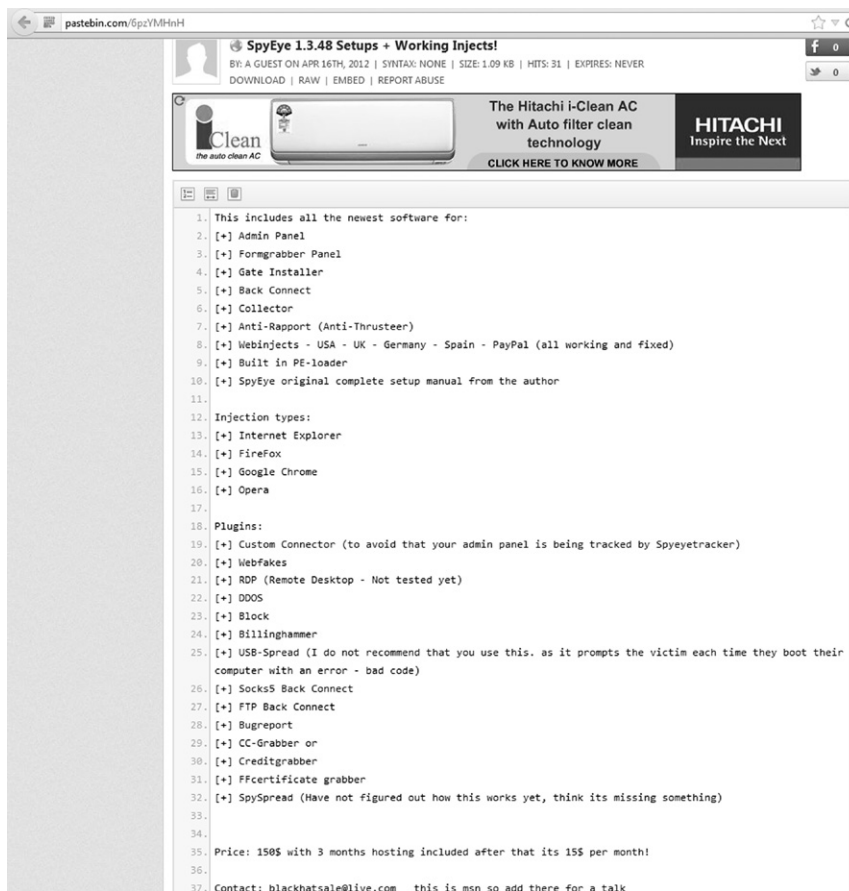 pastebin.com/6pzYMHnH
SpyEye 1.3.48 Setups + Working Injects!
BY: A GUEST ON APR 16TH, 2012 | SYNTAX: NONE | SIZE: 1.09 KB | HITS: 31 | EXPIRES: NEVER
DOWNLOAD | RAW | EMBED | REPORT ABUSE
f 0
0
iClean
the auto clean AC
The Hitachi i-Clean AC
with Auto filter clean
technology
CLICK HERE TO KNOW MORE
HITACHI
Inspire the Next
1. This includes all the newest software for:
2. [+] Admin Panel
3. [+] Formgrabber Panel
4. [+] Gate Installer
5. [+] Back Connect
6. [+] Collector
7. [+] Anti-Rapport (Anti-Thrusteer)
8. [+] Webinjects - USA - UK - Germany - Spain - PayPal (all working and fixed)
9. [+] Built in PE-loader
10. [+] SpyEye original complete setup manual from the author
11.
12. Injection types:
13. [+] Internet Explorer
14. [+] FireFox
15. [+] Google Chrome
16. [+] Opera
17.
18. Plugins:
19. [+] Custom Connector (to avoid that your admin panel is being tracked by Spyeyetracker)
20. [+] Webfakes
21. [+] RDP (Remote Desktop - Not tested yet)
22. [+] DDOS
23. [+] Block
24. [+] Billinghammer
25. [+] USB-Spread (I do not recommend that you use this. as it prompts the victim each time they boot their
computer with an error - bad code)
26. [+] Socks5 Back Connect
27. [+] FTP Back Connect
28. [+] Bugreport
29. [+] CC-Grabber or
30. [+] Creditgrabber
31. [+] FFcertificate grabber
32. [+] SpySpread (Have not figured out how this works yet, think its missing something)
33.
34.
35. Price: 150$ with 3 months hosting included after that its 15$ per month!
36.
37. Contact: blackhatsale@live.com this is msn so add there for a talk